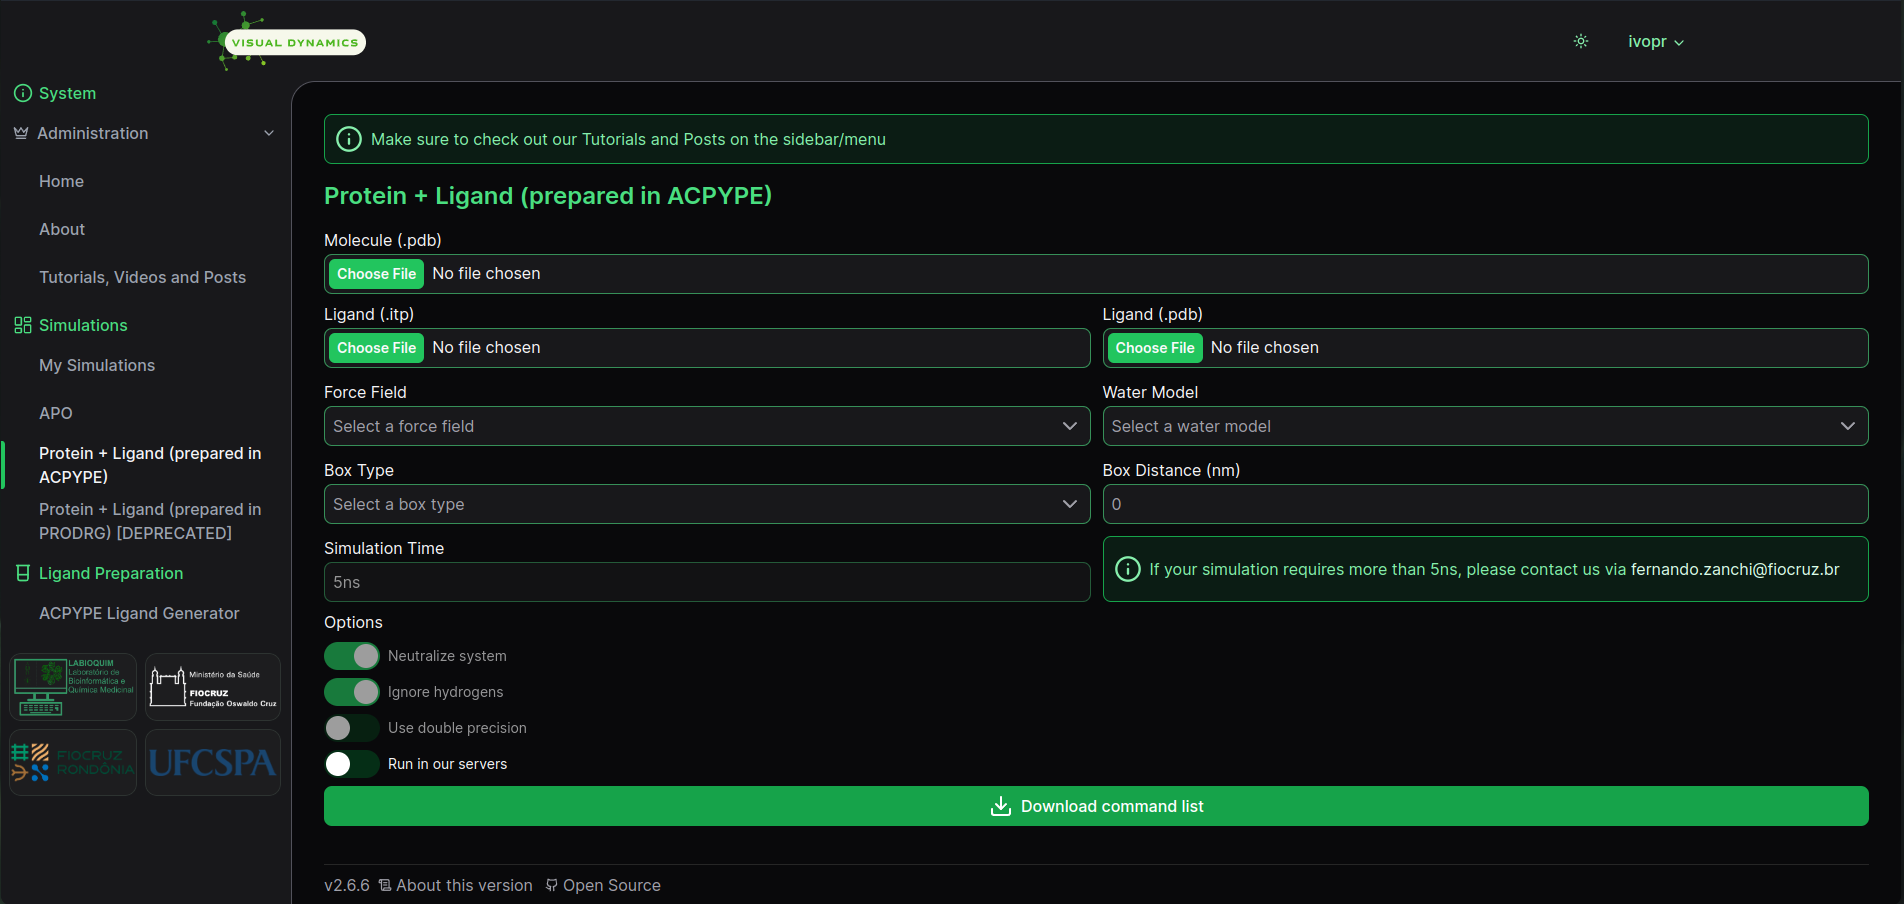 VISUAL DYNAMICS
ivopr
System
Administration
Home
About
Tutorials, Videos and Posts
Simulations
My Simulations
APO
Protein + Ligand (prepared in
ACPYPE)
Protein + Ligand (prepared in
PRODRG) [DEPRECATED]
Ligand Preparation
ACPYPE Ligand Generator
LABIOQUIM
Laboratório de
Bioinformática e
Química Medicinal
Ministério da Saúde
FIOCRUZ
Fundação Oswaldo Cruz
FIOCRUZ
RONDÔNIA
UFCSPA
Make sure to check out our Tutorials and Posts on the sidebar/menu
Protein + Ligand (prepared in ACPYPE)
Molecule (.pdb)
Choose File No file chosen
Ligand (.itp)
Choose File No file chosen
Ligand (.pdb)
Choose File No file chosen
Force Field
Select a force field
Water Model
Select a water model
Box Type
Select a box type
Box Distance (nm)
0
Simulation Time
5ns
If your simulation requires more than 5ns, please contact us via fernando.zanchi@fiocruz.br
Options
Neutralize system
Ignore hydrogens
Use double precision
Run in our servers
Download command list
v2.6.6 About this version Open Source